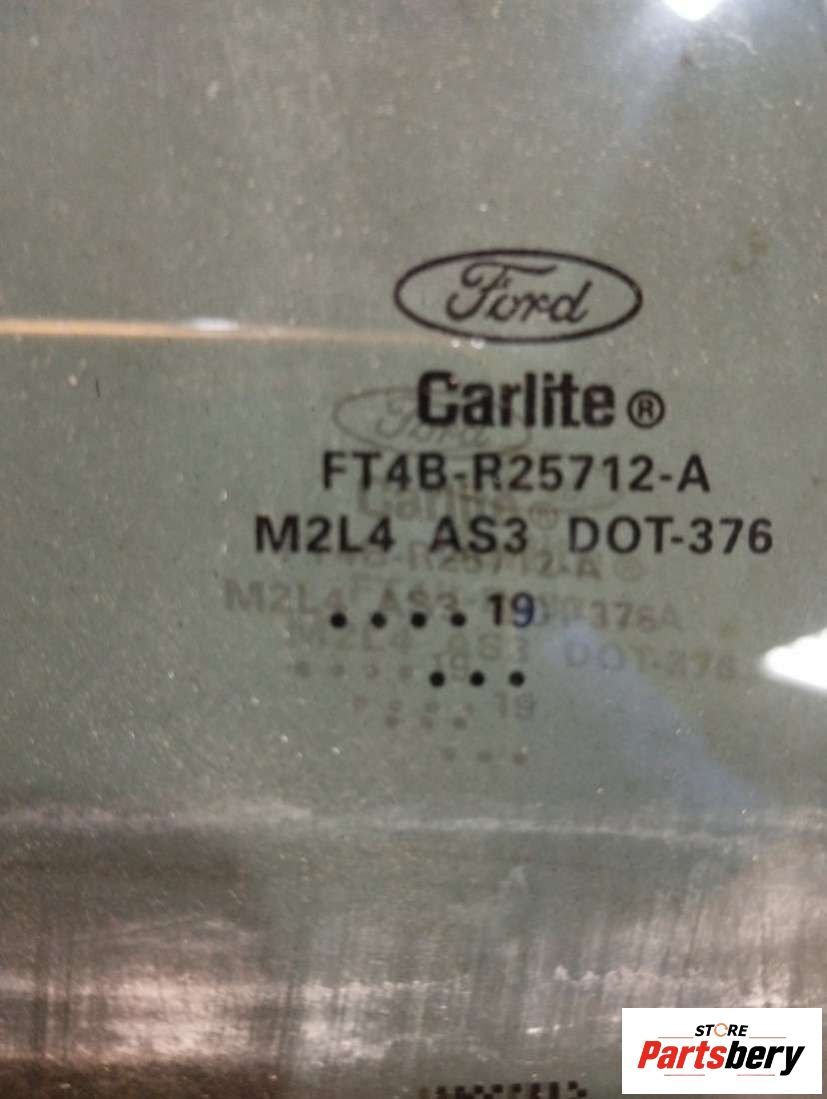 Ford
Carlite®
FT4B-R25712-A
M2L4 AS3 DOT-376
• • • • 19
• • •
STORE
Partsbery